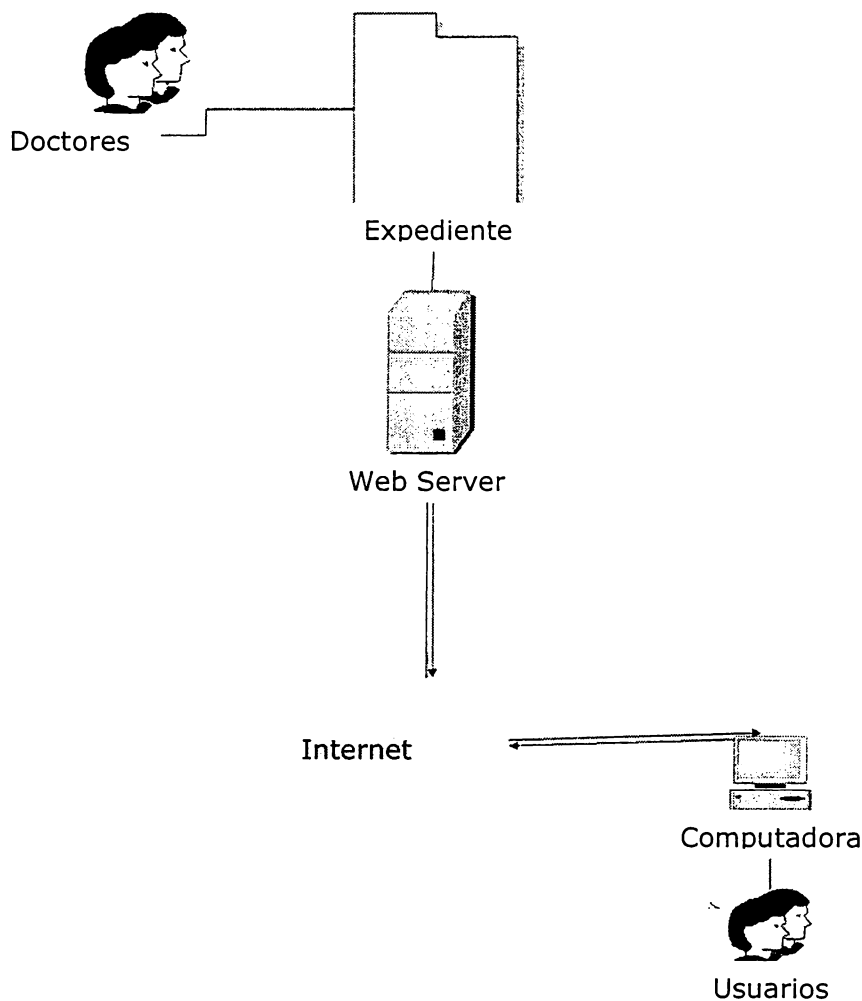 Doctores
Expediente
Web Server
Internet
Computadora
Usuarios